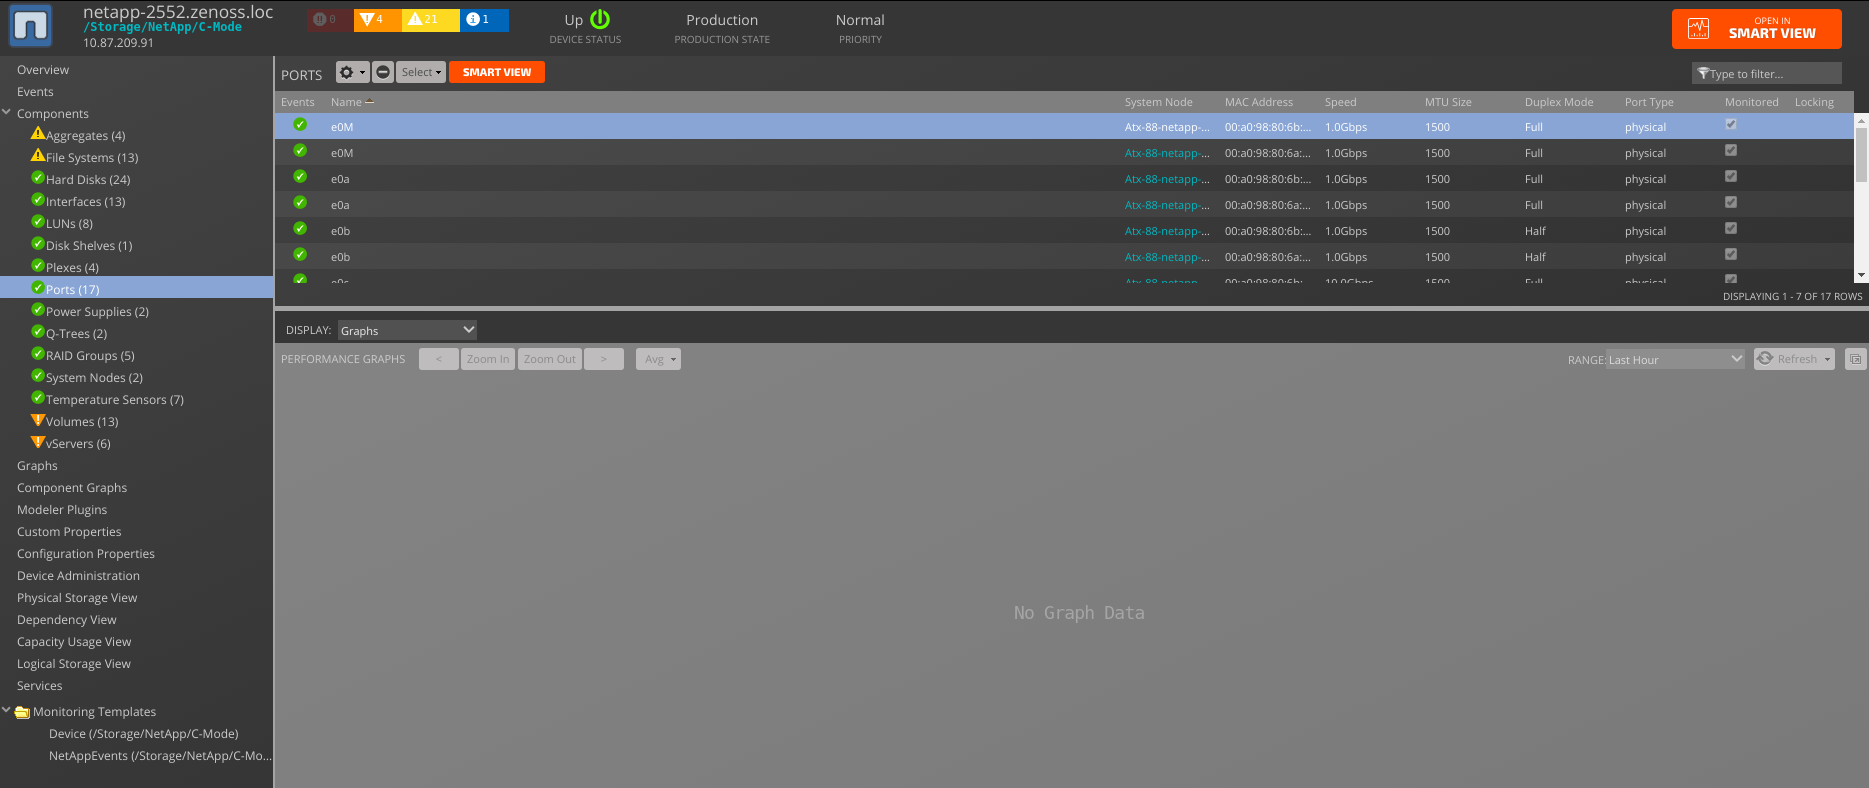 netapp-2552.zenoss.loc
/Storage/NetApp/C-Mode
10.87.209.91
0 4 21 1
Up
DEVICE STATUS
Production
PRODUCTION STATE
Normal
PRIORITY
OPEN IN
SMART VIEW
Overview
Events
Components
Aggregates (4)
File Systems (13)
Hard Disks (24)
Interfaces (13)
LUNs (8)
Disk Shelves (1)
Plexes (4)
Ports (17)
Power Supplies (2)
Q-Trees (2)
RAID Groups (5)
System Nodes (2)
Temperature Sensors (7)
Volumes (13)
vServers (6)
Graphs
Component Graphs
Modeler Plugins
Custom Properties
Configuration Properties
Device Administration
Physical Storage View
Dependency View
Capacity Usage View
Logical Storage View
Services
Monitoring Templates
Device (/Storage/NetApp/C-Mode)
NetAppEvents (/Storage/NetApp/C-Mo...
PORTS Select SMART VIEW Type to filter...
Events Name System Node MAC Address Speed MTU Size Duplex Mode Port Type Monitored Locking
e0M Atx-88-netapp-... 00:a0:98:80:6b:... 1.0Gbps 1500 Full physical
e0M Atx-88-netapp-... 00:a0:98:80:6a:... 1.0Gbps 1500 Full physical
e0a Atx-88-netapp-... 00:a0:98:80:6b:... 1.0Gbps 1500 Full physical
e0a Atx-88-netapp-... 00:a0:98:80:6a:... 1.0Gbps 1500 Full physical
e0b Atx-88-netapp-... 00:a0:98:80:6b:... 1.0Gbps 1500 Half physical
e0b Atx-88-netapp-... 00:a0:98:80:6a:... 1.0Gbps 1500 Half physical
DISPLAYING 1 - 7 OF 17 ROWS
DISPLAY: Graphs
PERFORMANCE GRAPHS < Zoom In Zoom Out > Avg RANGE: Last Hour Refresh
No Graph Data